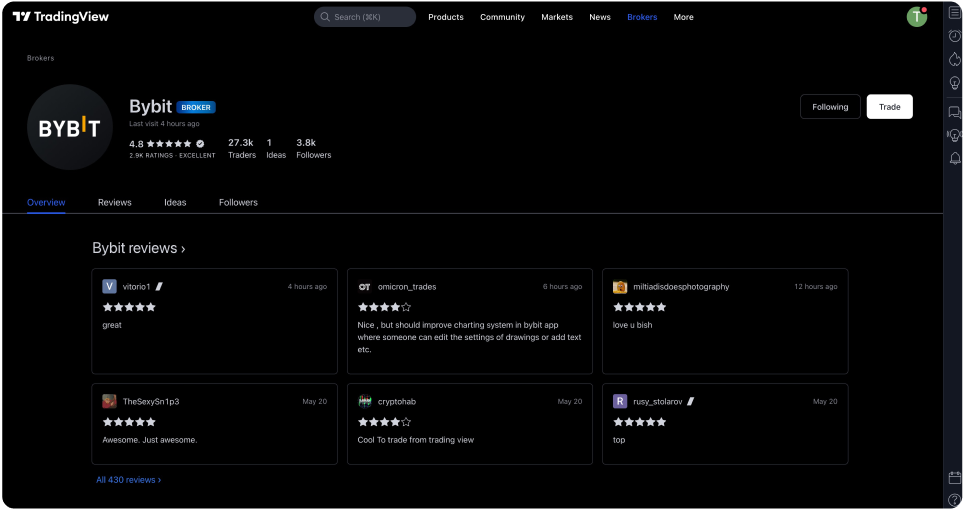 TradingView
Search (⌘K)
Products
Community
Markets
News
Brokers
More
T
Brokers
BYBIT
Bybit BROKER
Last visit 4 hours ago
Following
Trade
4.8
2.9K RATINGS · EXCELLENT
27.3k
Traders
1
Ideas
3.8k
Followers
Overview
Reviews
Ideas
Followers
Bybit reviews ›
V vitorio1
4 hours ago
great
OT omicron_trades
6 hours ago
Nice , but should improve charting system in bybit app
where someone can edit the settings of drawings or add text
etc.
miltiadisdoesphotography
12 hours ago
love u bish
TheSexySn1p3
May 20
Awesome. Just awesome.
cryptohab
May 20
Cool To trade from trading view
R rusy_stolarov
May 20
top
All 430 reviews ›